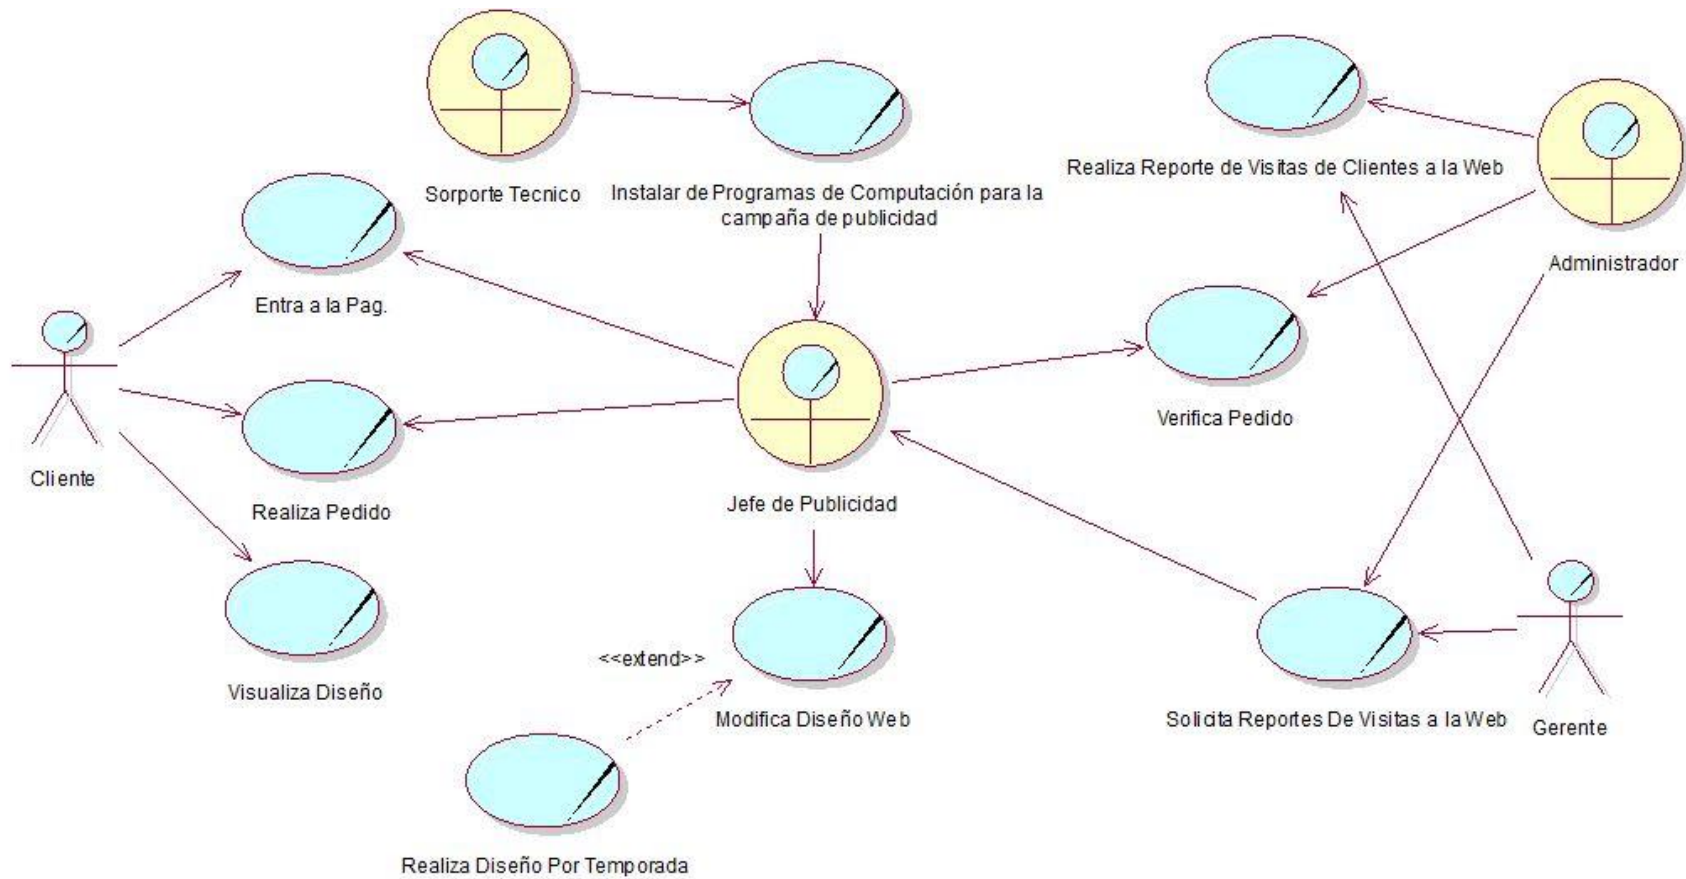 Sorporte Tecnico
Instalar de Programas de Computación para la
campaña de publicidad
Realiza Reporte de Visitas de Clientes a la Web
Administrador
Entra a la Pag.
Cliente
Verifica Pedido
Realiza Pedido
Jefe de Publicidad
<<extend>>
Visualiza Diseño
Modifica Diseño Web
Solicita Reportes De Visitas a la Web
Gerente
Realiza Diseño Por Temporada